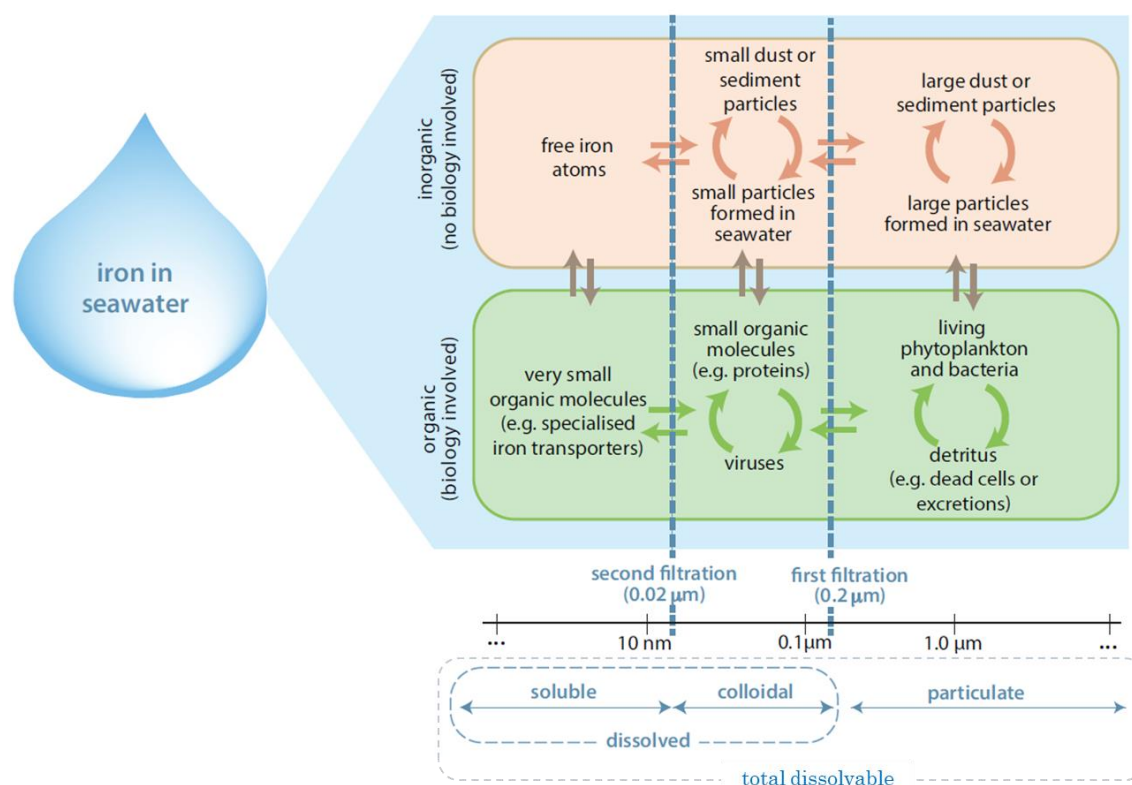 iron in
seawater
inorganic
(no biology involved)
free iron
atoms
small dust or
sediment
particles
small particles
formed in
seawater
large dust or
sediment particles
large particles
formed in seawater
organic
(biology involved)
very small
organic molecules
(e.g. specialised
iron transporters)
small organic
molecules
(e.g. proteins)
viruses
living
phytoplankton
and bacteria
detritus
(e.g. dead cells or
excretions)
second filtration
(0.02 µm)
first filtration
(0.2 µm)
...
10 nm
0.1µm
1.0 µm
...
soluble
colloidal
particulate
dissolved
total dissolvable